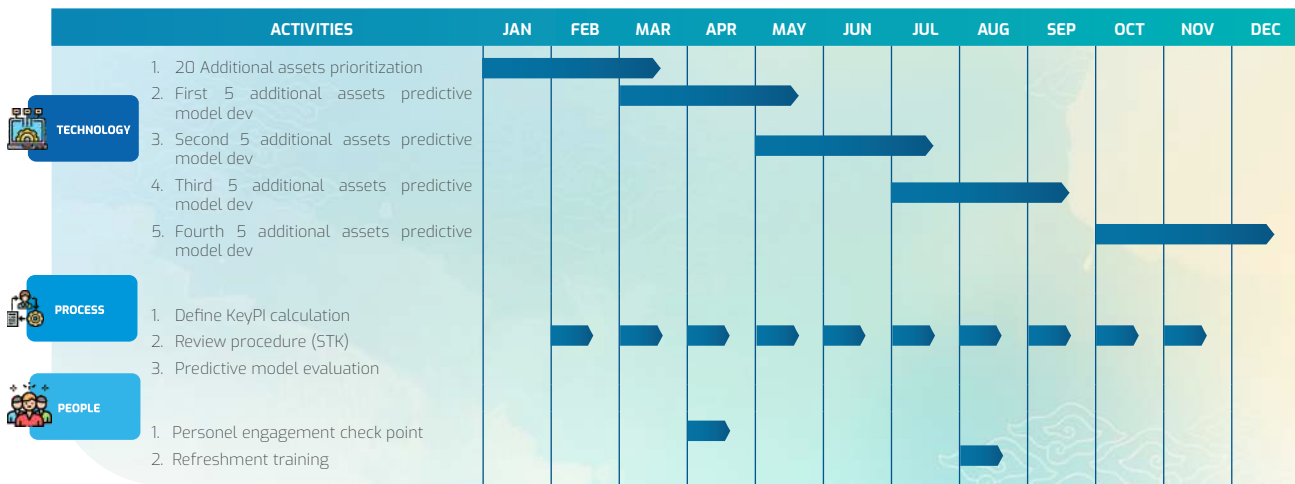 ACTIVITIES JAN FEB MAR APR MAY JUN JUL AUG SEP OCT NOV DEC
TECHNOLOGY
1. 20 Additional assets prioritization
2. First 5 additional assets predictive
model dev
3. Second 5 additional assets predictive
model dev
4. Third 5 additional assets predictive
model dev
5. Fourth 5 additional assets predictive
model dev
PROCESS
1. Define KeyPI calculation
2. Review procedure (STK)
3. Predictive model evaluation
PEOPLE
1. Personel engagement check point
2. Refreshment training